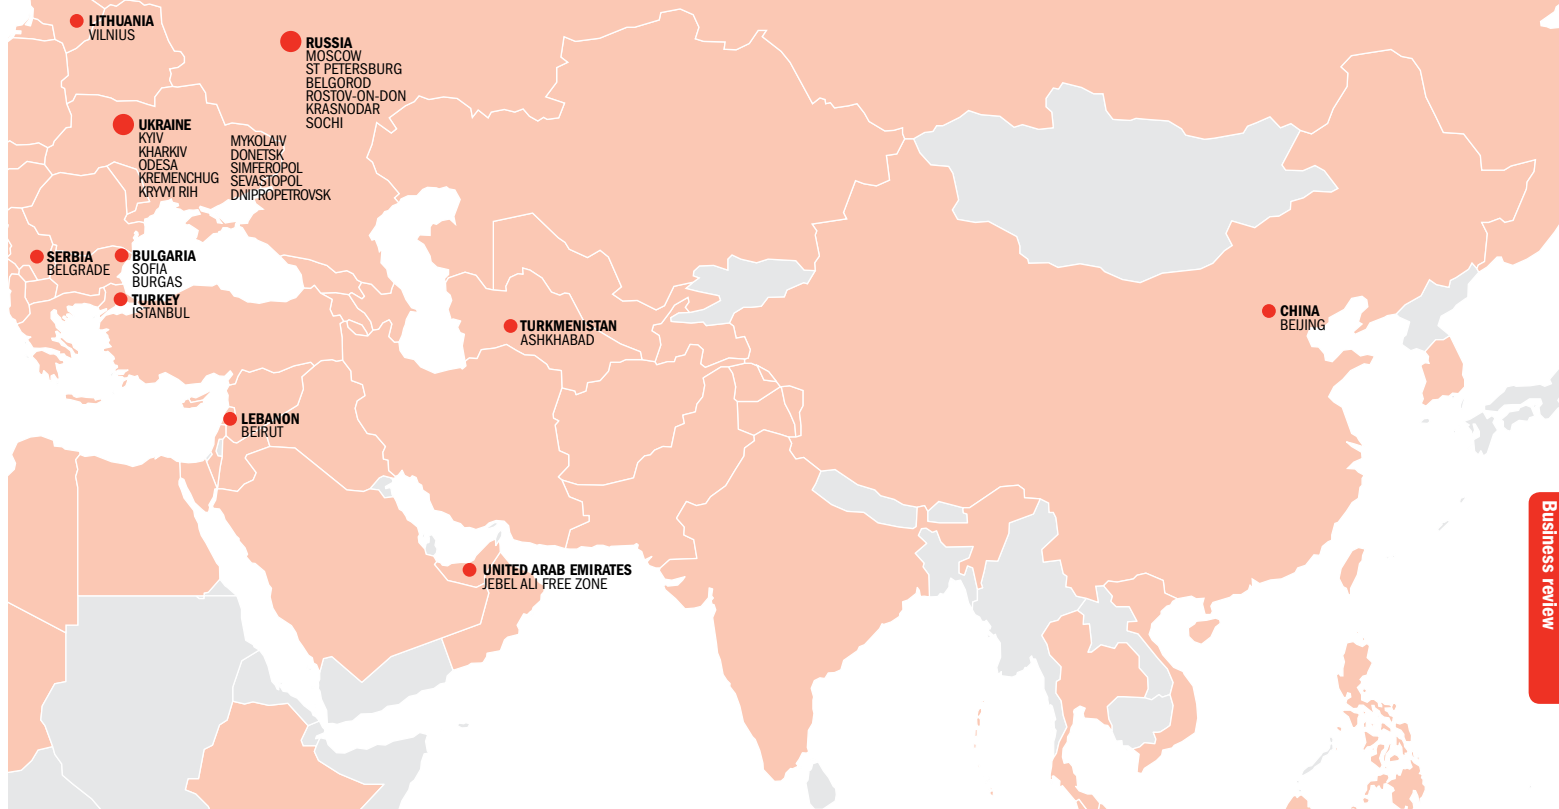 LITHUANIA
VILNIUS
RUSSIA
MOSCOW
ST PETERSBURG
BELGOROD
ROSTOV-ON-DON
KRASNODAR
SOCHI
UKRAINE
KYIV
KHARKIV
ODESA
KREMENCHUG
KRYVYI RIH
MYKOLAIV
DONETSK
SIMFEROPOL
SEVASTOPOL
DNIPROPETROVSK
SERBIA
BELGRADE
BULGARIA
SOFIA
BURGAS
TURKEY
ISTANBUL
TURKMENISTAN
ASHKHABAD
CHINA
BEIJING
LEBANON
BEIRUT
UNITED ARAB EMIRATES
JEBEL ALI FREE ZONE
Business review